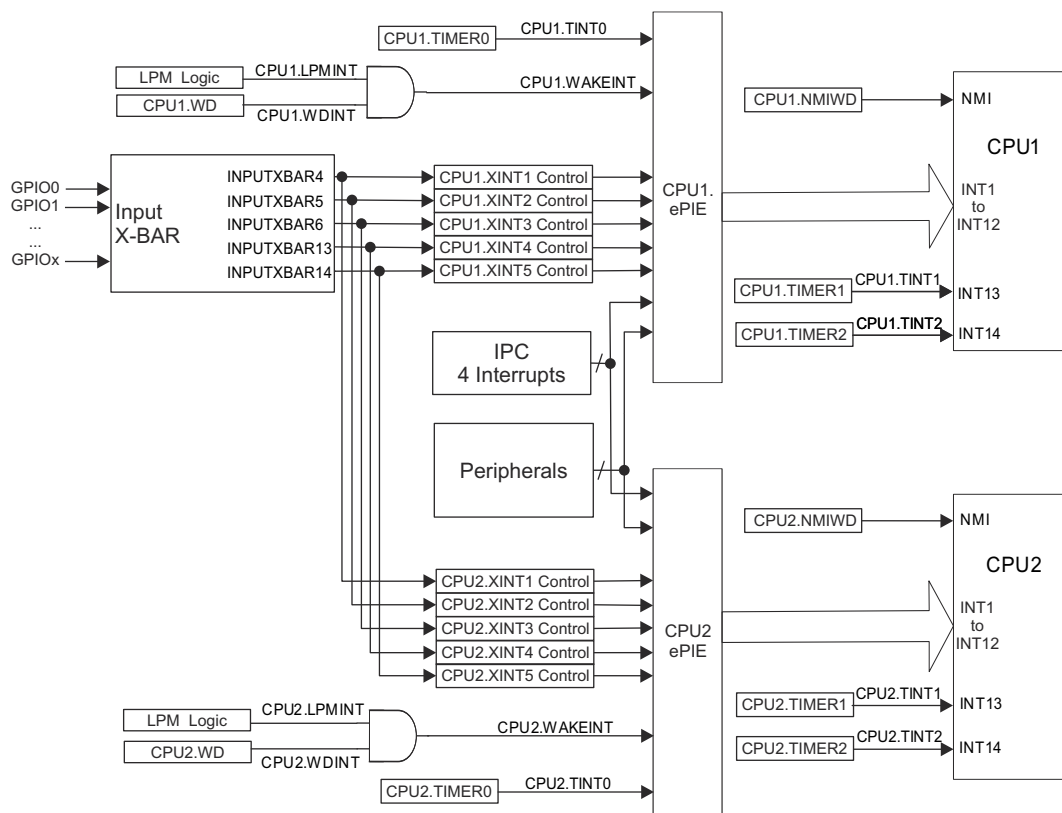 CPU1.TIMER0
CPU1.TINT0
LPM Logic
CPU1.LPMINT
CPU1.WD
CPU1.WDINT
CPU1.WAKEINT
CPU1.NMIWD
NMI
CPU1
GPIO0
GPIO1
...
...
GPIOx
Input
X-BAR
INPUTXBAR4
INPUTXBAR5
INPUTXBAR6
INPUTXBAR13
INPUTXBAR14
CPU1.XINT1 Control
CPU1.XINT2 Control
CPU1.XINT3 Control
CPU1.XINT4 Control
CPU1.XINT5 Control
CPU1.
ePIE
INT1
to
INT12
CPU1.TIMER1
CPU1.TINT1
INT13
CPU1.TIMER2
CPU1.TINT2
INT14
IPC
4 Interrupts
Peripherals
CPU2.NMIWD
NMI
CPU2
CPU2.XINT1 Control
CPU2.XINT2 Control
CPU2.XINT3 Control
CPU2.XINT4 Control
CPU2.XINT5 Control
CPU2
ePIE
INT1
to
INT12
CPU2.TIMER1
CPU2.TINT1
INT13
CPU2.TIMER2
CPU2.TINT2
INT14
LPM Logic
CPU2.LPMINT
CPU2.WD
CPU2.WDINT
CPU2.WAKEINT
CPU2.TIMER0
CPU2.TINT0